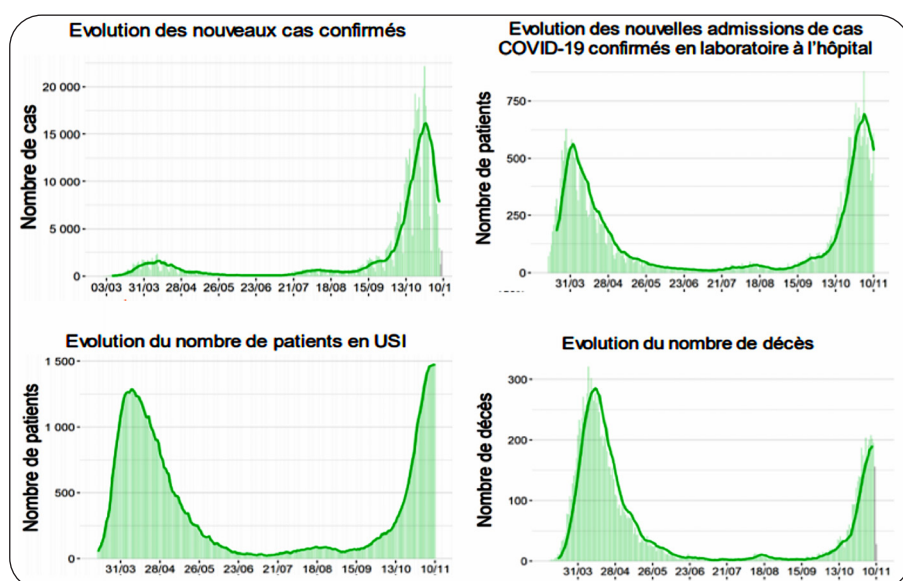 Evolution des nouveaux cas confirmés
Nombre de cas
20 000
15 000
10 000
5 000
0
03/03 31/03 28/04 26/05 23/06 21/07 18/08 15/09 13/10 10/11
Evolution des nouvelles admissions de cas
COVID-19 confirmés en laboratoire à l'hôpital
Nombre de patients
750
500
250
0
31/03 28/04 26/05 23/06 21/07 18/08 15/09 13/10 10/11
Evolution du nombre de patients en USI
Nombre de patients
1 500
1 000
500
0
31/03 28/04 26/05 23/06 21/07 18/08 15/09 13/10 10/11
Evolution du nombre de décès
Nombre de décès
300
200
100
0
31/03 28/04 26/05 23/06 21/07 18/08 15/09 13/10 10/11